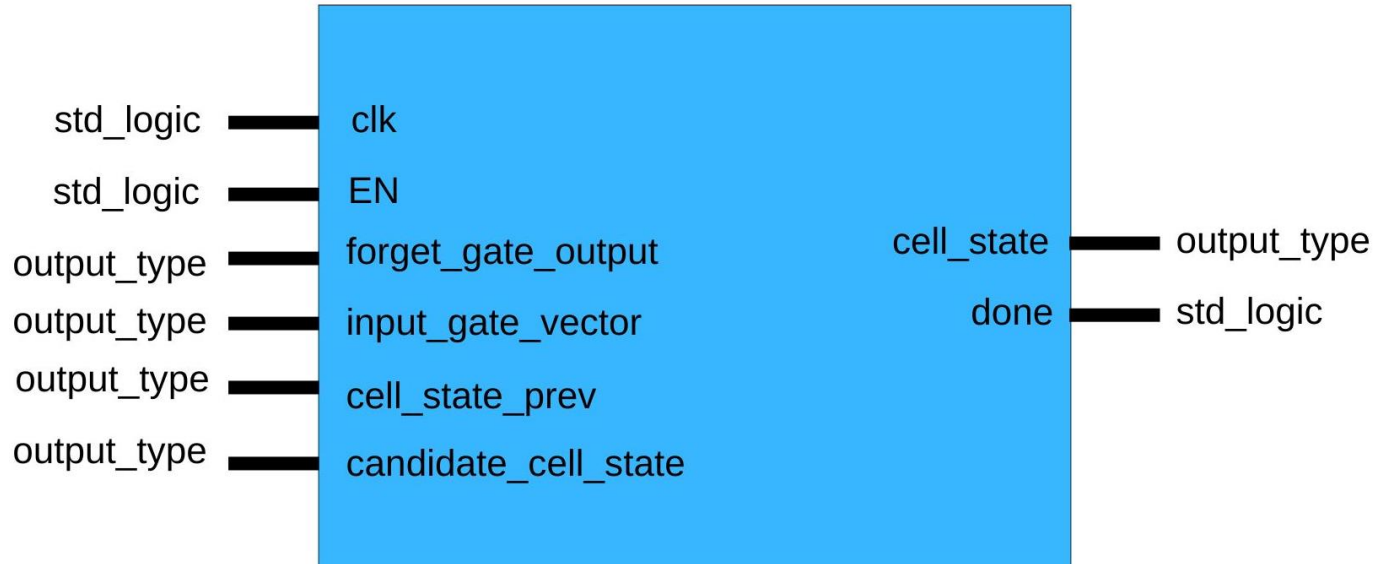 std_logic clk
std_logic EN
output_type forget_gate_output
output_type input_gate_vector
output_type cell_state_prev
output_type candidate_cell_state
cell_state output_type
done std_logic